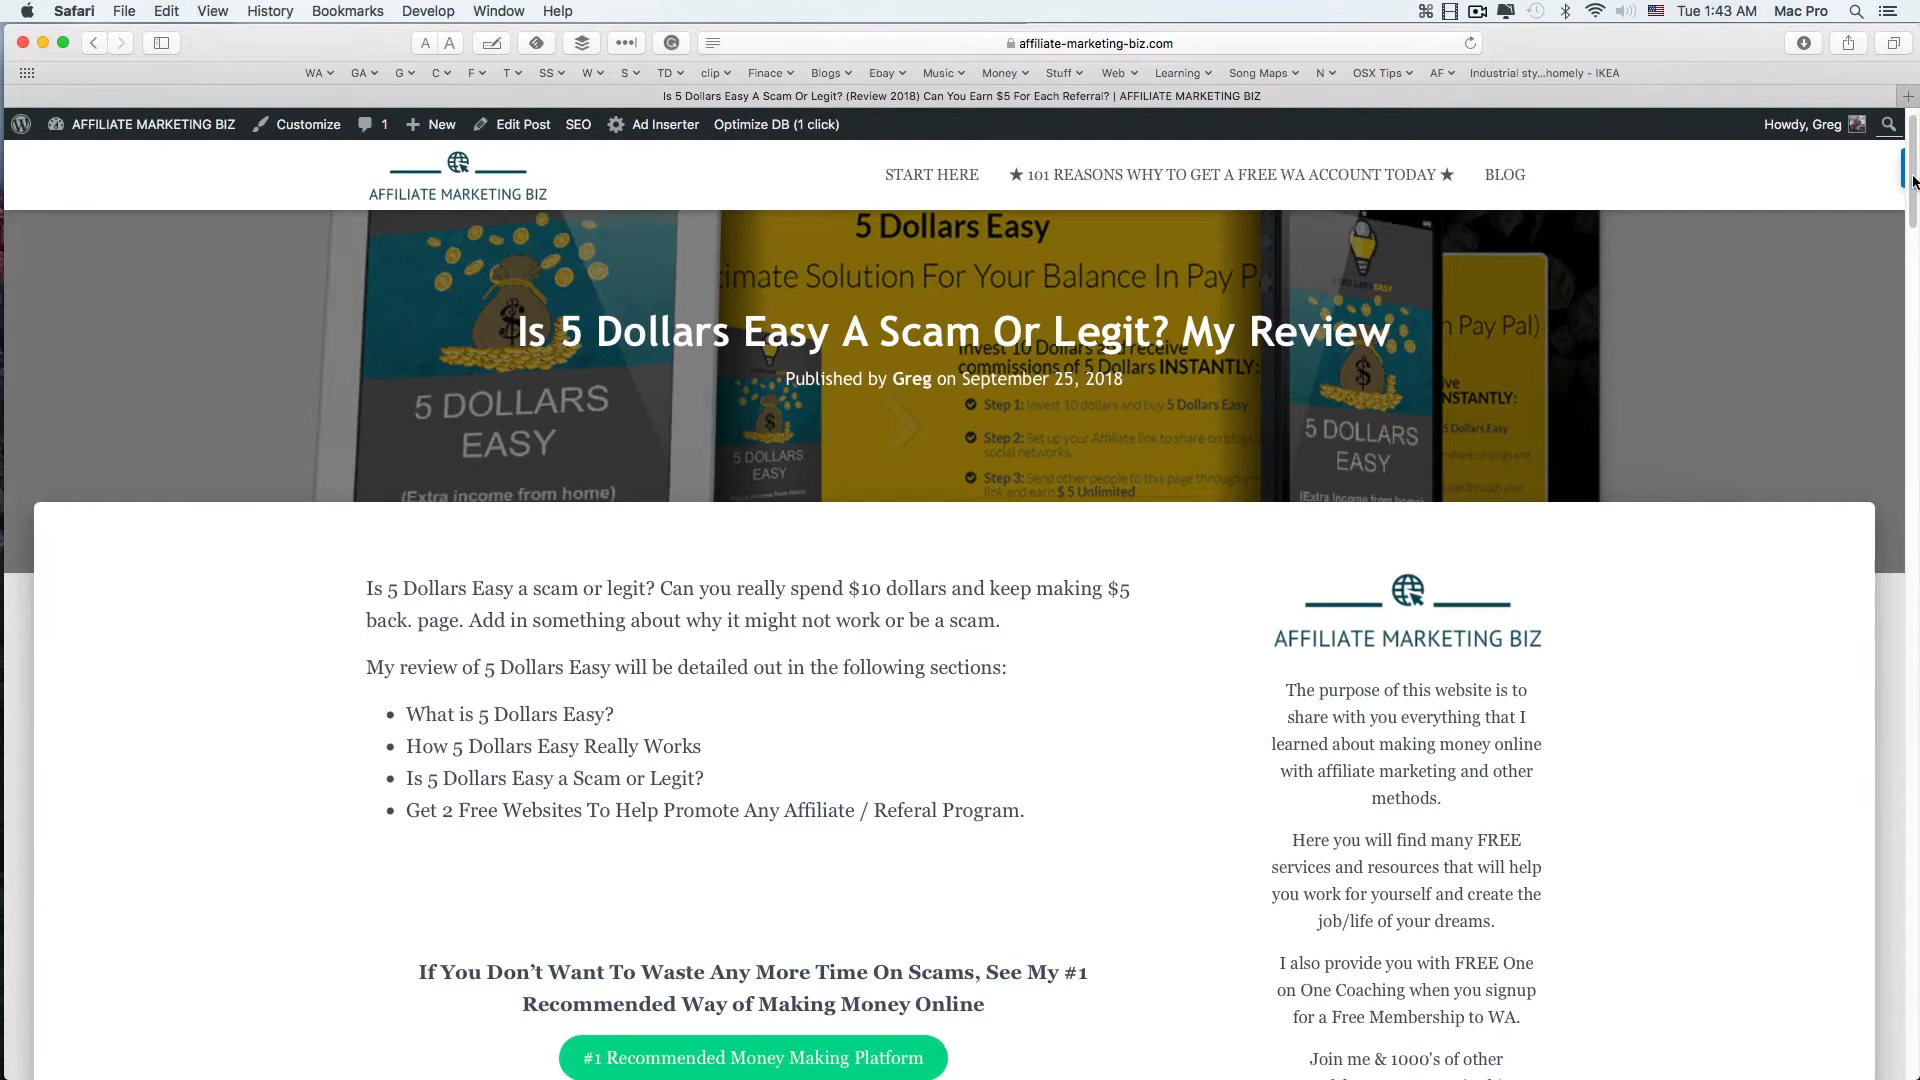 Safari File Edit View History Bookmarks Develop Window Help Tue 1:43 AM Mac Pro
A A affiliate-marketing-biz.com
WA GA G C F T SS W S TD clip Finace Blogs Ebay Music Money Stuff Web Learning Song Maps N OSX Tips AF Industrial sty...homely - IKEA
Is 5 Dollars Easy A Scam Or Legit? (Review 2018) Can You Earn $5 For Each Referral? | AFFILIATE MARKETING BIZ
AFFILIATE MARKETING BIZ Customize 1 New Edit Post SEO Ad Inserter Optimize DB (1 click) Howdy, Greg
AFFILIATE MARKETING BIZ
START HERE ★ 101 REASONS WHY TO GET A FREE WA ACCOUNT TODAY ★ BLOG
5 Dollars Easy
timate Solution For Your Balance In Pay P
n Pay Pal)
Is 5 Dollars Easy A Scam Or Legit? My Review
Invest 10 Dollars and receive
commissions of 5 Dollars INSTANTLY:
Published by Greg on September 25, 2018
INSTANTLY:
Step 1: Invest 10 dollars and buy 5 Dollars Easy
Step 2: Set up your Affiliate link to share on blogs
social networks.
Step 3: Send other people to this page through
link and earn $ 5 Unlimited
5 DOLLARS
EASY
(Extra income from home)
5 DOLLARS
EASY
5 DOLLARS
EASY
(Extra income from home)
5 Dollars Easy
Is 5 Dollars Easy a scam or legit? Can you really spend $10 dollars and keep making $5
back. page. Add in something about why it might not work or be a scam.
My review of 5 Dollars Easy will be detailed out in the following sections:
What is 5 Dollars Easy?
How 5 Dollars Easy Really Works
Is 5 Dollars Easy a Scam or Legit?
Get 2 Free Websites To Help Promote Any Affiliate / Referal Program.
If You Don’t Want To Waste Any More Time On Scams, See My #1
Recommended Way of Making Money Online
#1 Recommended Money Making Platform
AFFILIATE MARKETING BIZ
The purpose of this website is to
share with you everything that I
learned about making money online
with affiliate marketing and other
methods.
Here you will find many FREE
services and resources that will help
you work for yourself and create the
job/life of your dreams.
I also provide you with FREE One
on One Coaching when you signup
for a Free Membership to WA.
Join me & 1000's of other